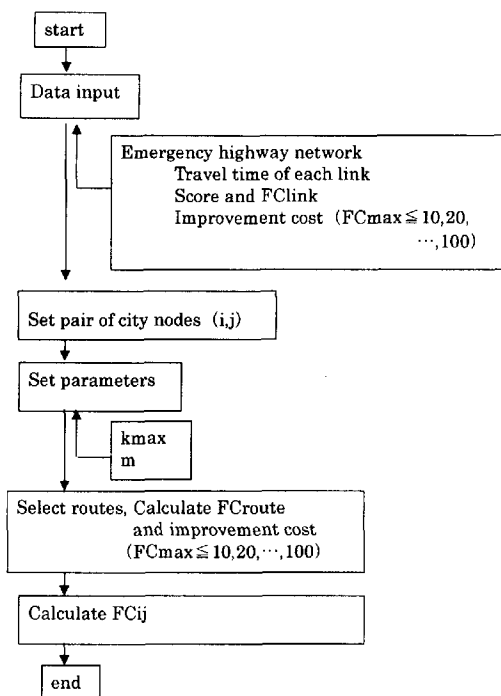 start
Data input
Emergency highway network
Travel time of each link
Score and FClink
Improvement cost (FCmax≦10,20,
⋯,100)
Set pair of city nodes (i,j)
Set parameters
kmax
m
Select routes, Calculate FCroute
and improvement cost
(FCmax≦10,20,⋯,100)
Calculate FCij
end